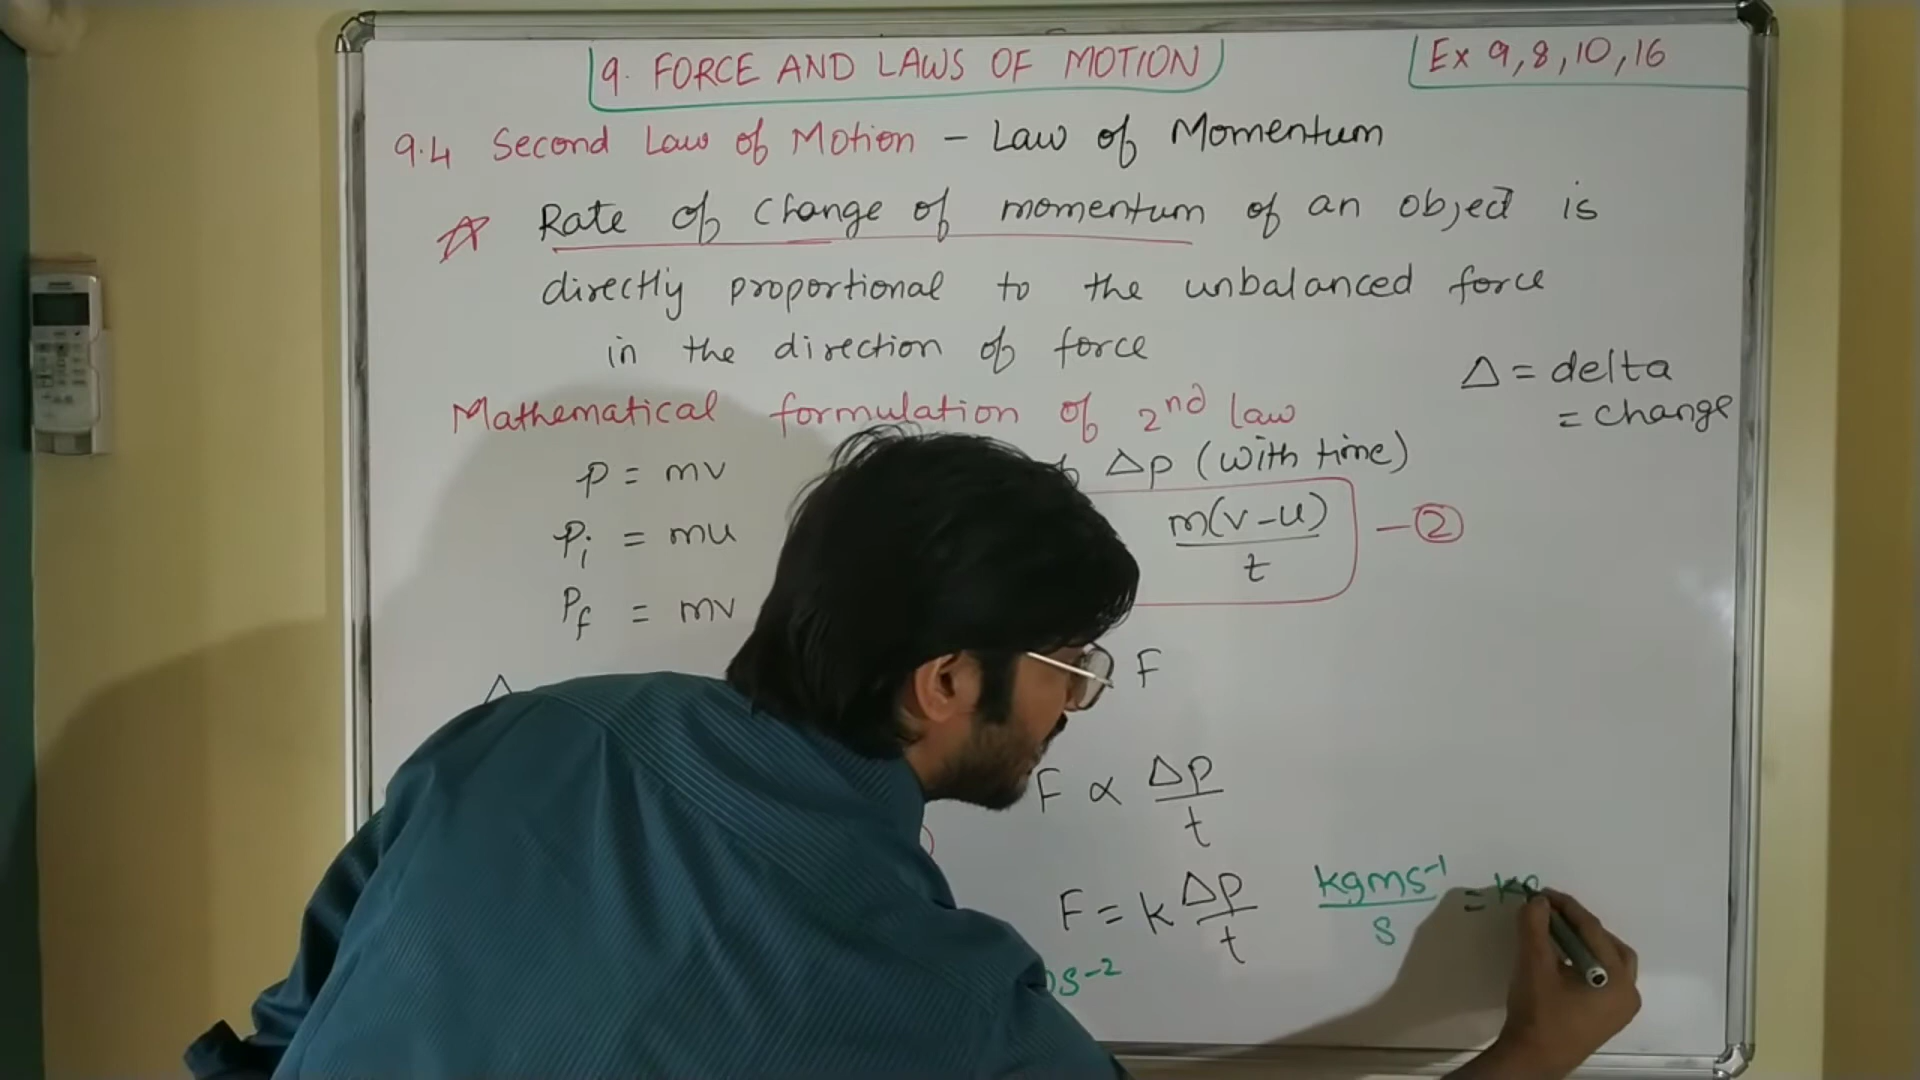 9. FORCE AND LAWS OF MOTION
Ex 9,8,10,16
9.4 Second Law of Motion – Law of Momentum
☆ Rate of change of momentum of an object is
directly proportional to the unbalanced force
in the direction of force
Δ = delta
= change
Mathematical formulation of 2nd law
p = mv
Δp (with time)
pi = mu
m(v-u)/t
—②
Pf = mv
Δ
F
F ∝ Δp/t
F = k Δp/t
kgms⁻¹/s =
s⁻²